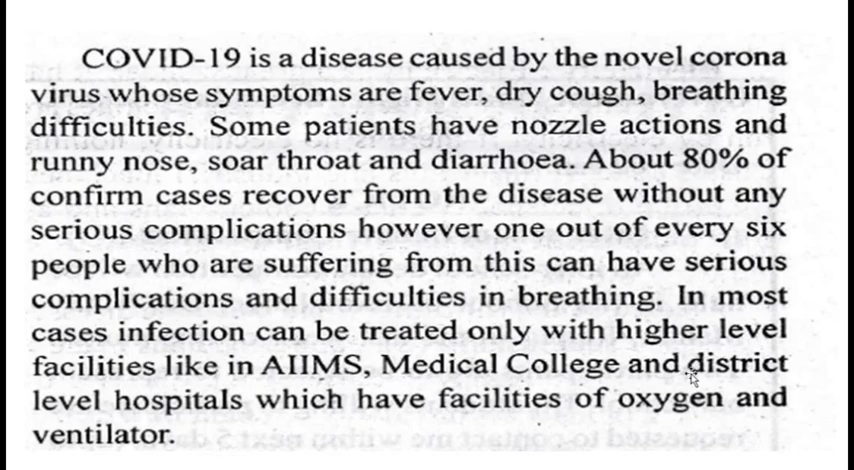 COVID-19 is a disease caused by the novel corona
virus whose symptoms are fever, dry cough, breathing
difficulties. Some patients have nozzle actions and
runny nose, soar throat and diarrhoea. About 80% of
confirm cases recover from the disease without any
serious complications however one out of every six
people who are suffering from this can have serious
complications and difficulties in breathing. In most
cases infection can be treated only with higher level
facilities like in AIIMS, Medical College and district
level hospitals which have facilities of oxygen and
ventilator.